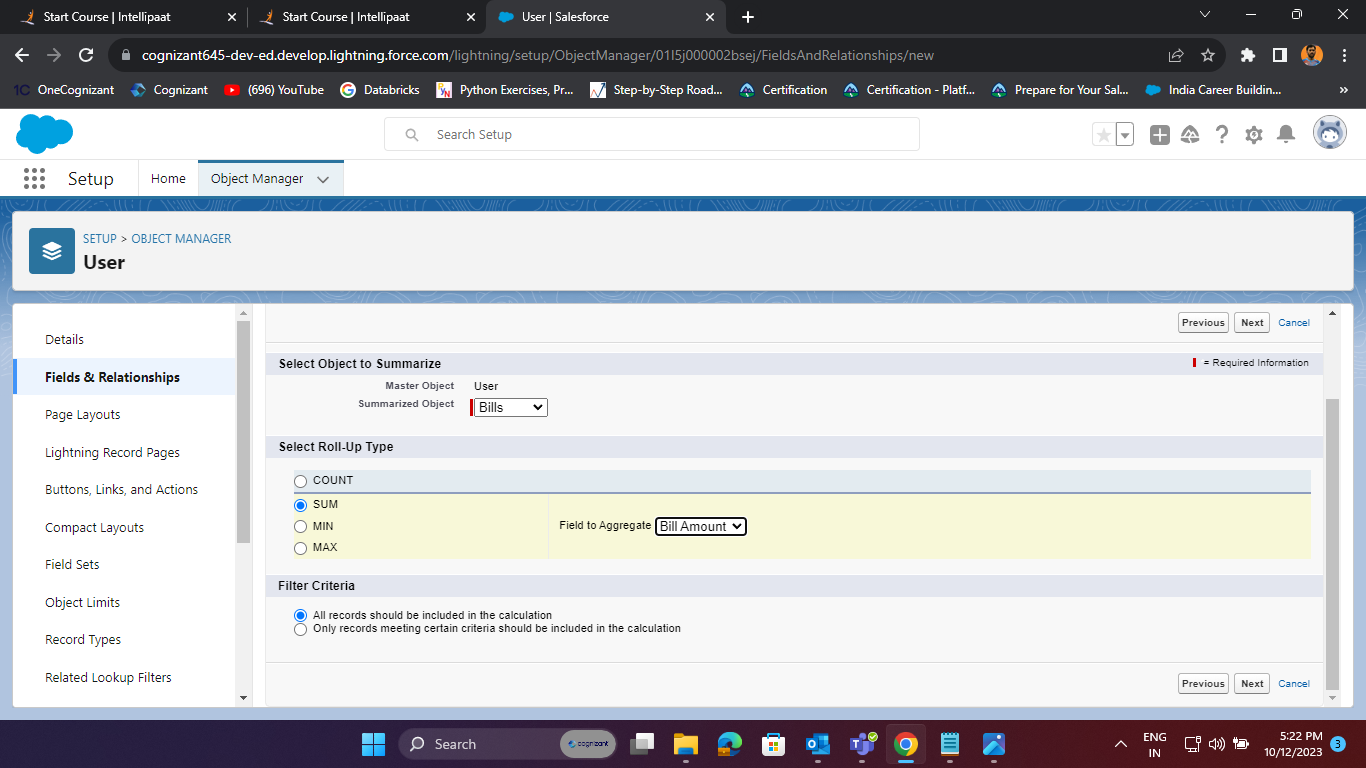 Start Course | Intellipaat
Start Course | Intellipaat
User | Salesforce
cognizant645-dev-ed.develop.lightning.force.com/lightning/setup/ObjectManager/01I5j000002bsej/FieldsAndRelationships/new
1C OneCognizant
Cognizant
(696) YouTube
Databricks
Python Exercises, Pr...
Step-by-Step Road...
Certification
Certification - Platf...
Prepare for Your Sal...
India Career Buildin...
»
Search Setup
Setup
Home
Object Manager
SETUP > OBJECT MANAGER
User
Details
Fields & Relationships
Page Layouts
Lightning Record Pages
Buttons, Links, and Actions
Compact Layouts
Field Sets
Object Limits
Record Types
Related Lookup Filters
Previous Next Cancel
Select Object to Summarize
= Required Information
Master Object User
Summarized Object Bills
Select Roll-Up Type
COUNT
SUM
MIN
MAX
Field to Aggregate Bill Amount
Filter Criteria
All records should be included in the calculation
Only records meeting certain criteria should be included in the calculation
Previous Next Cancel
Search
cognizant
ENG
IN
5:22 PM
10/12/2023
3